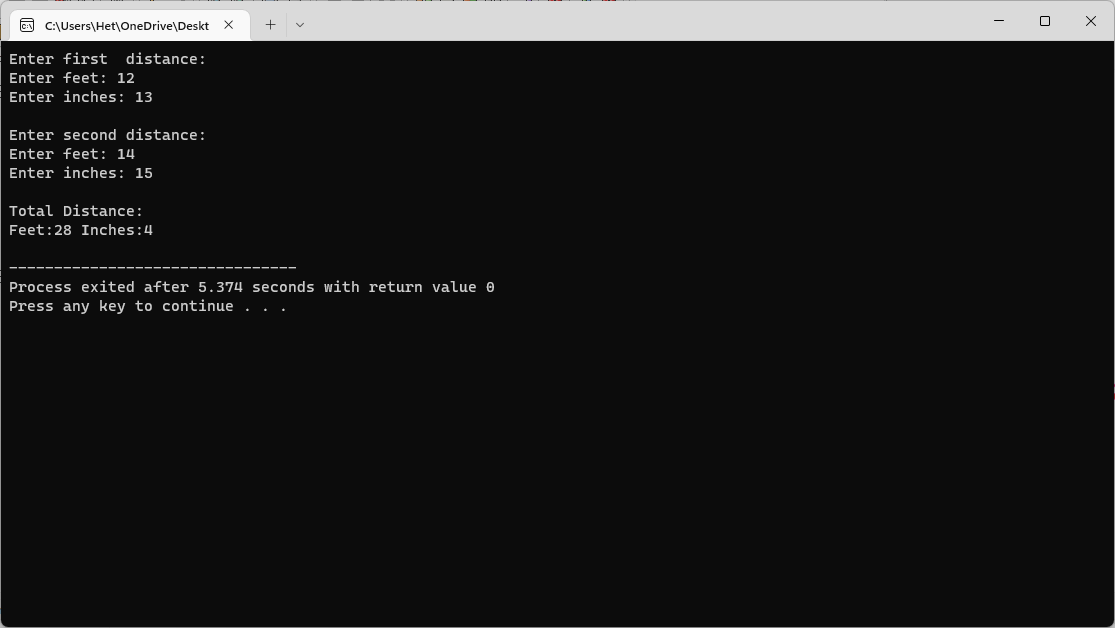 C:\Users\Het\OneDrive\Deskt
Enter first  distance:
Enter feet: 12
Enter inches: 13
Enter second distance:
Enter feet: 14
Enter inches: 15
Total Distance:
Feet:28 Inches:4
--------------------------------
Process exited after 5.374 seconds with return value 0
Press any key to continue . . .